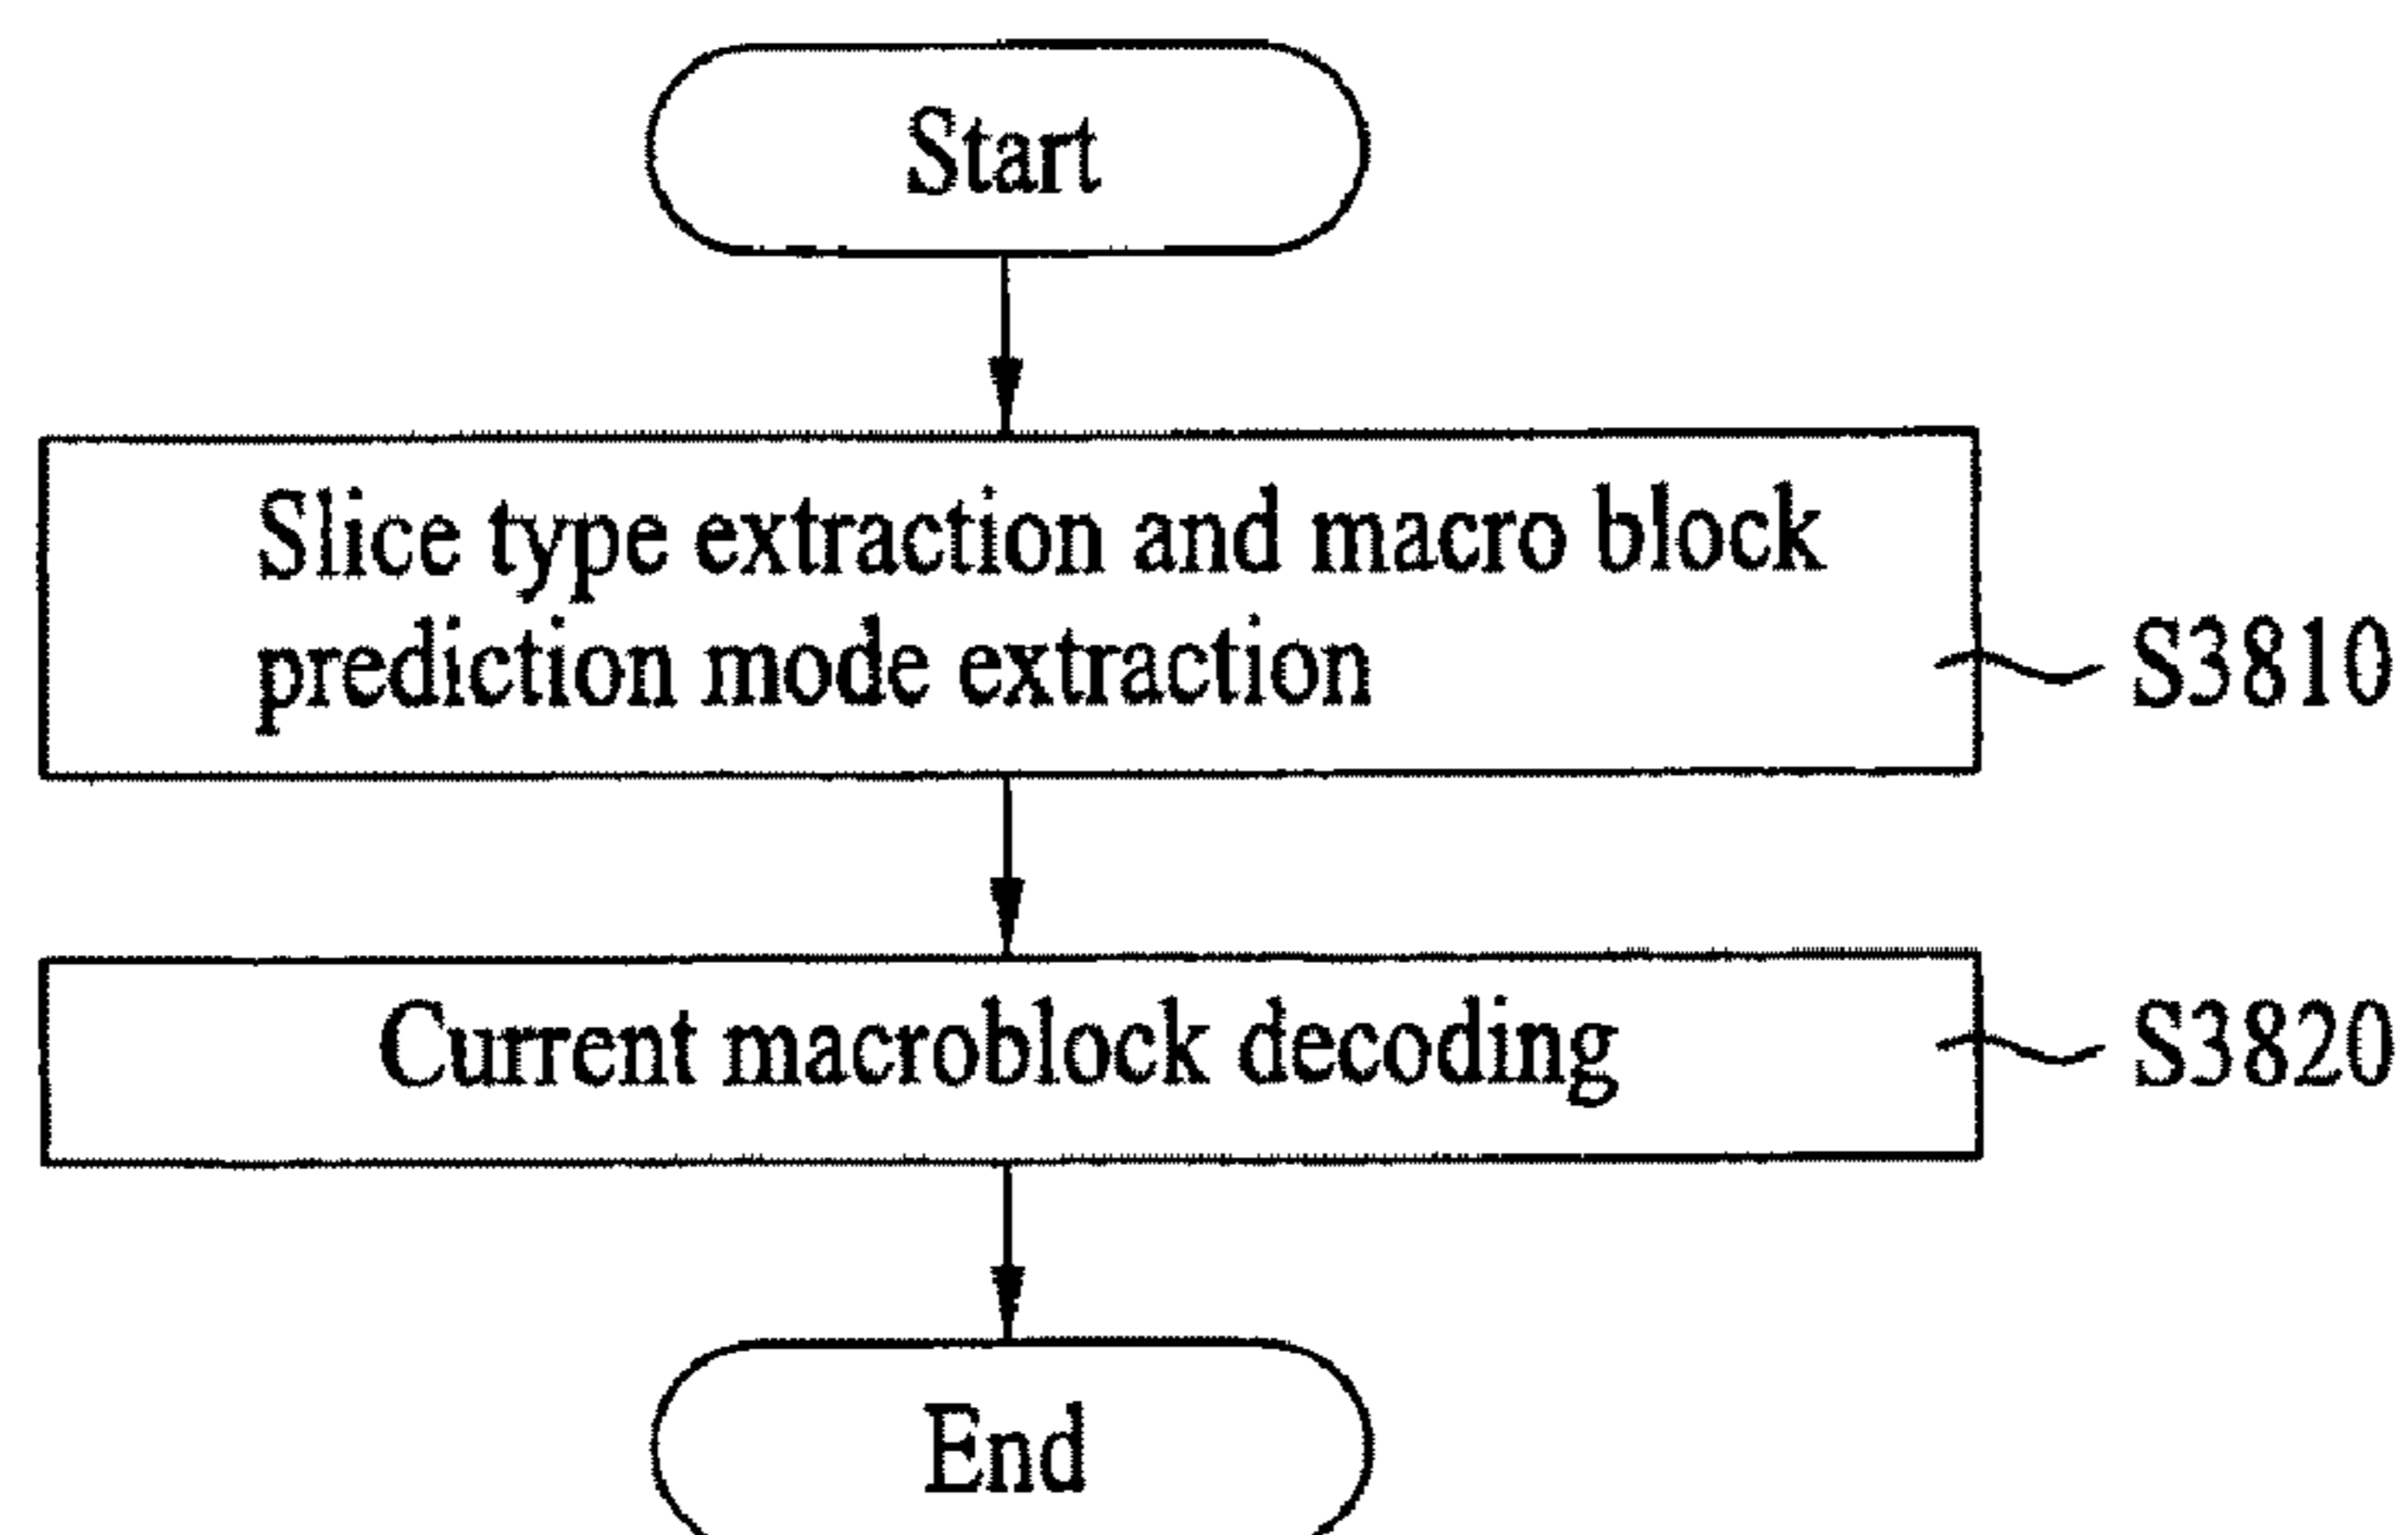 Start
Slice type extraction and macro block
prediction mode extraction
S3810
Current macroblock decoding
S3820
End